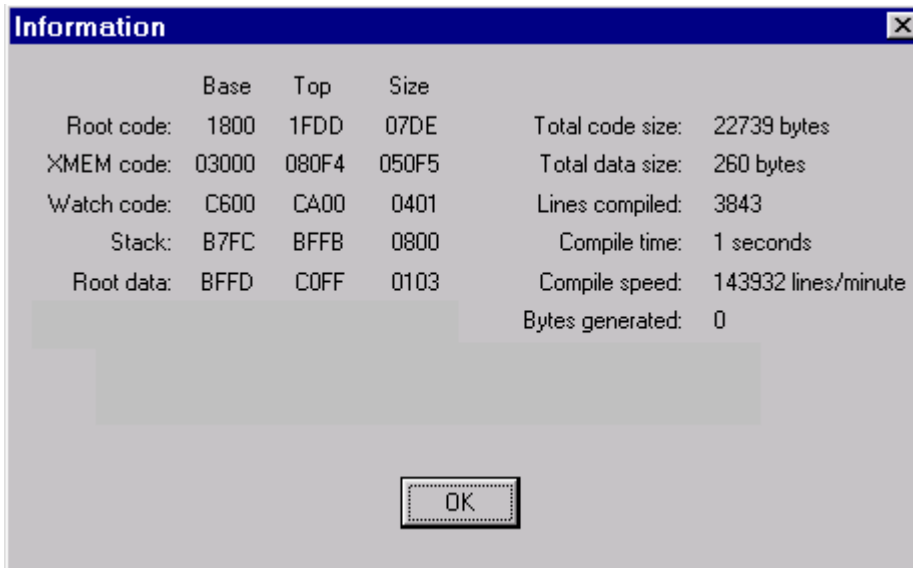 Information
Base Top Size
Root code: 1800 1FDD 07DE Total code size: 22739 bytes
XMEM code: 03000 080F4 050F5 Total data size: 260 bytes
Watch code: C600 CA00 0401 Lines compiled: 3843
Stack: B7FC BFFB 0800 Compile time: 1 seconds
Root data: BFFD C0FF 0103 Compile speed: 143932 lines/minute
Bytes generated: 0
OK